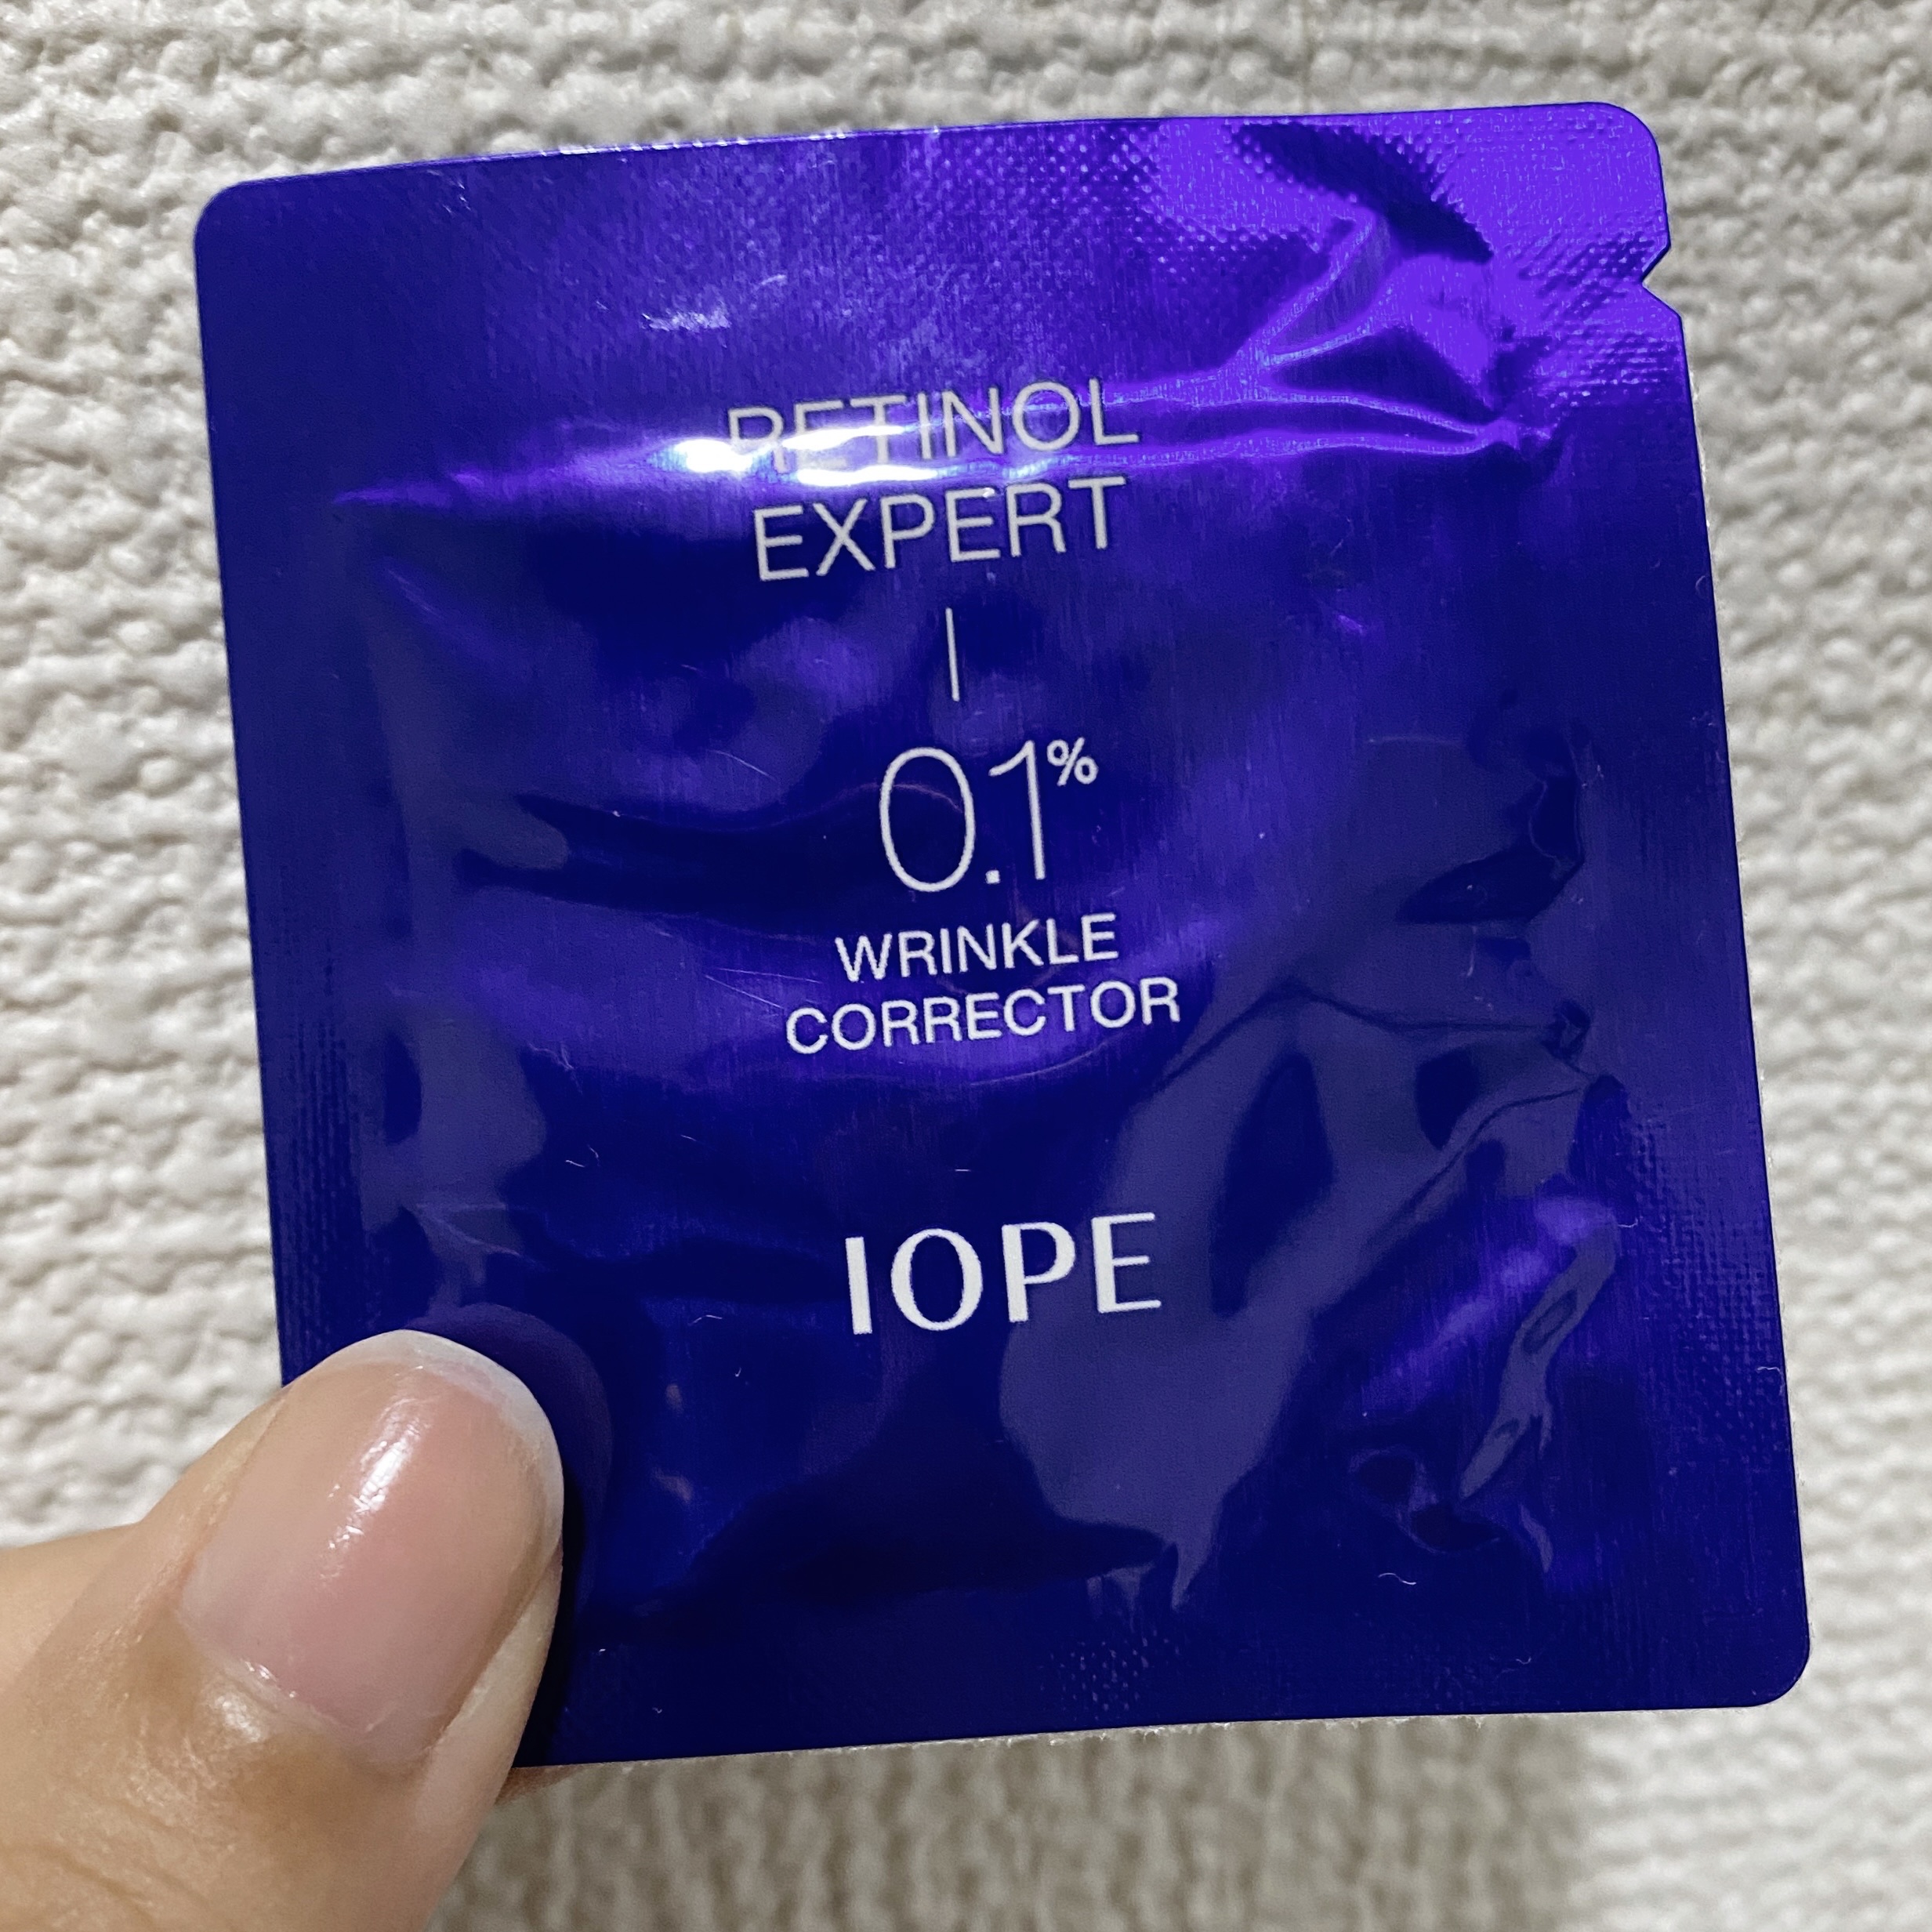 RETINOL
EXPERT
0.1%
WRINKLE
CORRECTOR
IOPE